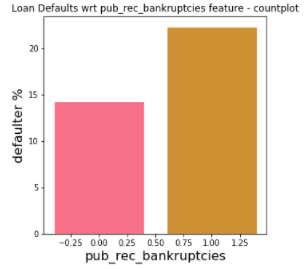 Loan Defaults wrt pub_rec_bankruptcies feature - countplot
20
15
10
5
0
defaulter %
−0.25 0.00 0.25 0.50 0.75 1.00 1.25
pub_rec_bankruptcies